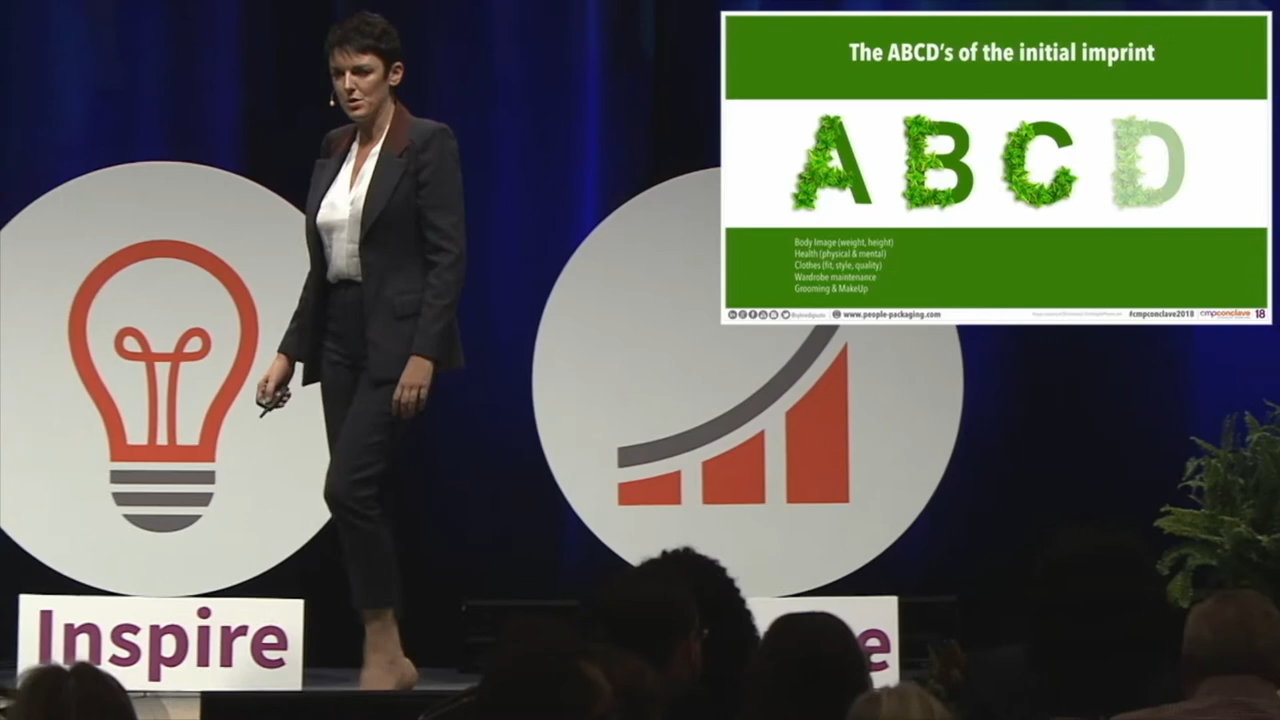 The ABCD's of the initial imprint
A B C D
Body Image (weight, height)
Health (physical & mental)
Clothes (fit, style, quality)
Wardrobe maintenance
Grooming & MakeUp
www.people-packaging.com
#cmpconclave2018
cmpconclave 18
Inspire
e